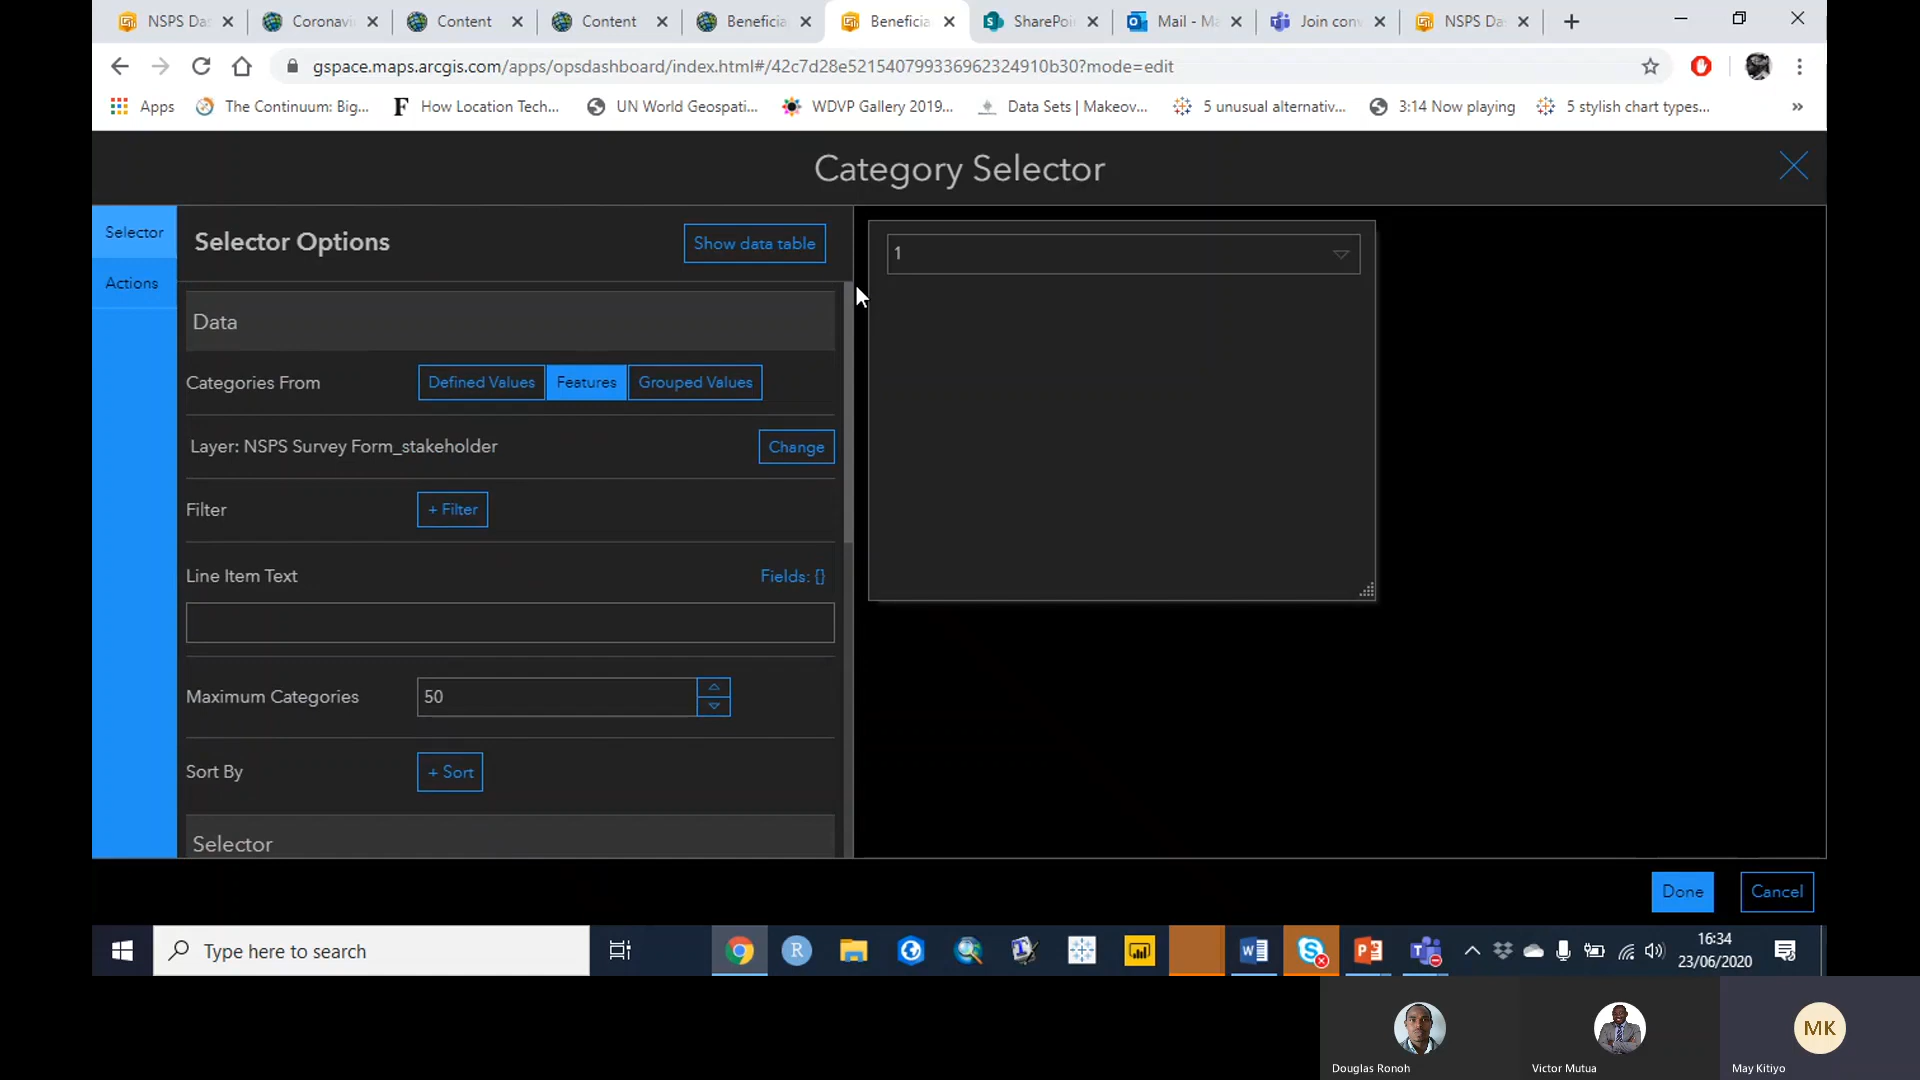 NSPS Da
Coronavi
Content
Content
Beneficia
Beneficia
SharePoi
Mail - Ma
Join con
NSPS Da
gspace.maps.arcgis.com/apps/opsdashboard/index.html#/42c7d28e521540799336962324910b30?mode=edit
Apps
The Continuum: Big...
How Location Tech...
UN World Geospati...
WDVP Gallery 2019...
Data Sets | Makeov...
5 unusual alternativ...
3:14 Now playing
5 stylish chart types...
Category Selector
Selector
Actions
Selector Options
Show data table
Data
Categories From
Defined Values
Features
Grouped Values
Layer: NSPS Survey Form_stakeholder
Change
Filter
+ Filter
Line Item Text
Fields: {}
Maximum Categories
50
Sort By
+ Sort
Selector
1
Done
Cancel
Type here to search
16:34
23/06/2020
MK
Douglas Ronoh
Victor Mutua
May Kitiyo